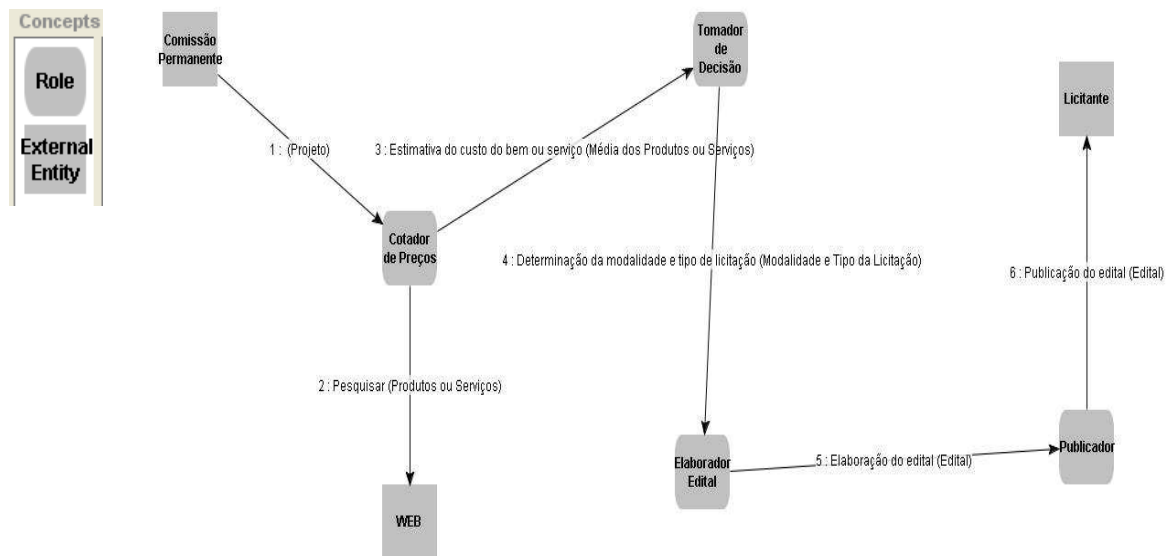 Concepts
Role
External
Entity
Comissão
Permanente
Tomador
de
Decisão
Licitante
1 : (Projeto)
3 : Estimativa do custo do bem ou serviço (Média dos Produtos ou Serviços)
Cotador
de Preços
4 : Determinação da modalidade e tipo de licitação (Modalidade e Tipo da Licitação)
6 : Publicação do edital (Edital)
2 : Pesquisar (Produtos ou Serviços)
Elaborador
Edital
5 : Elaboração do edital (Edital)
Publicador
WEB